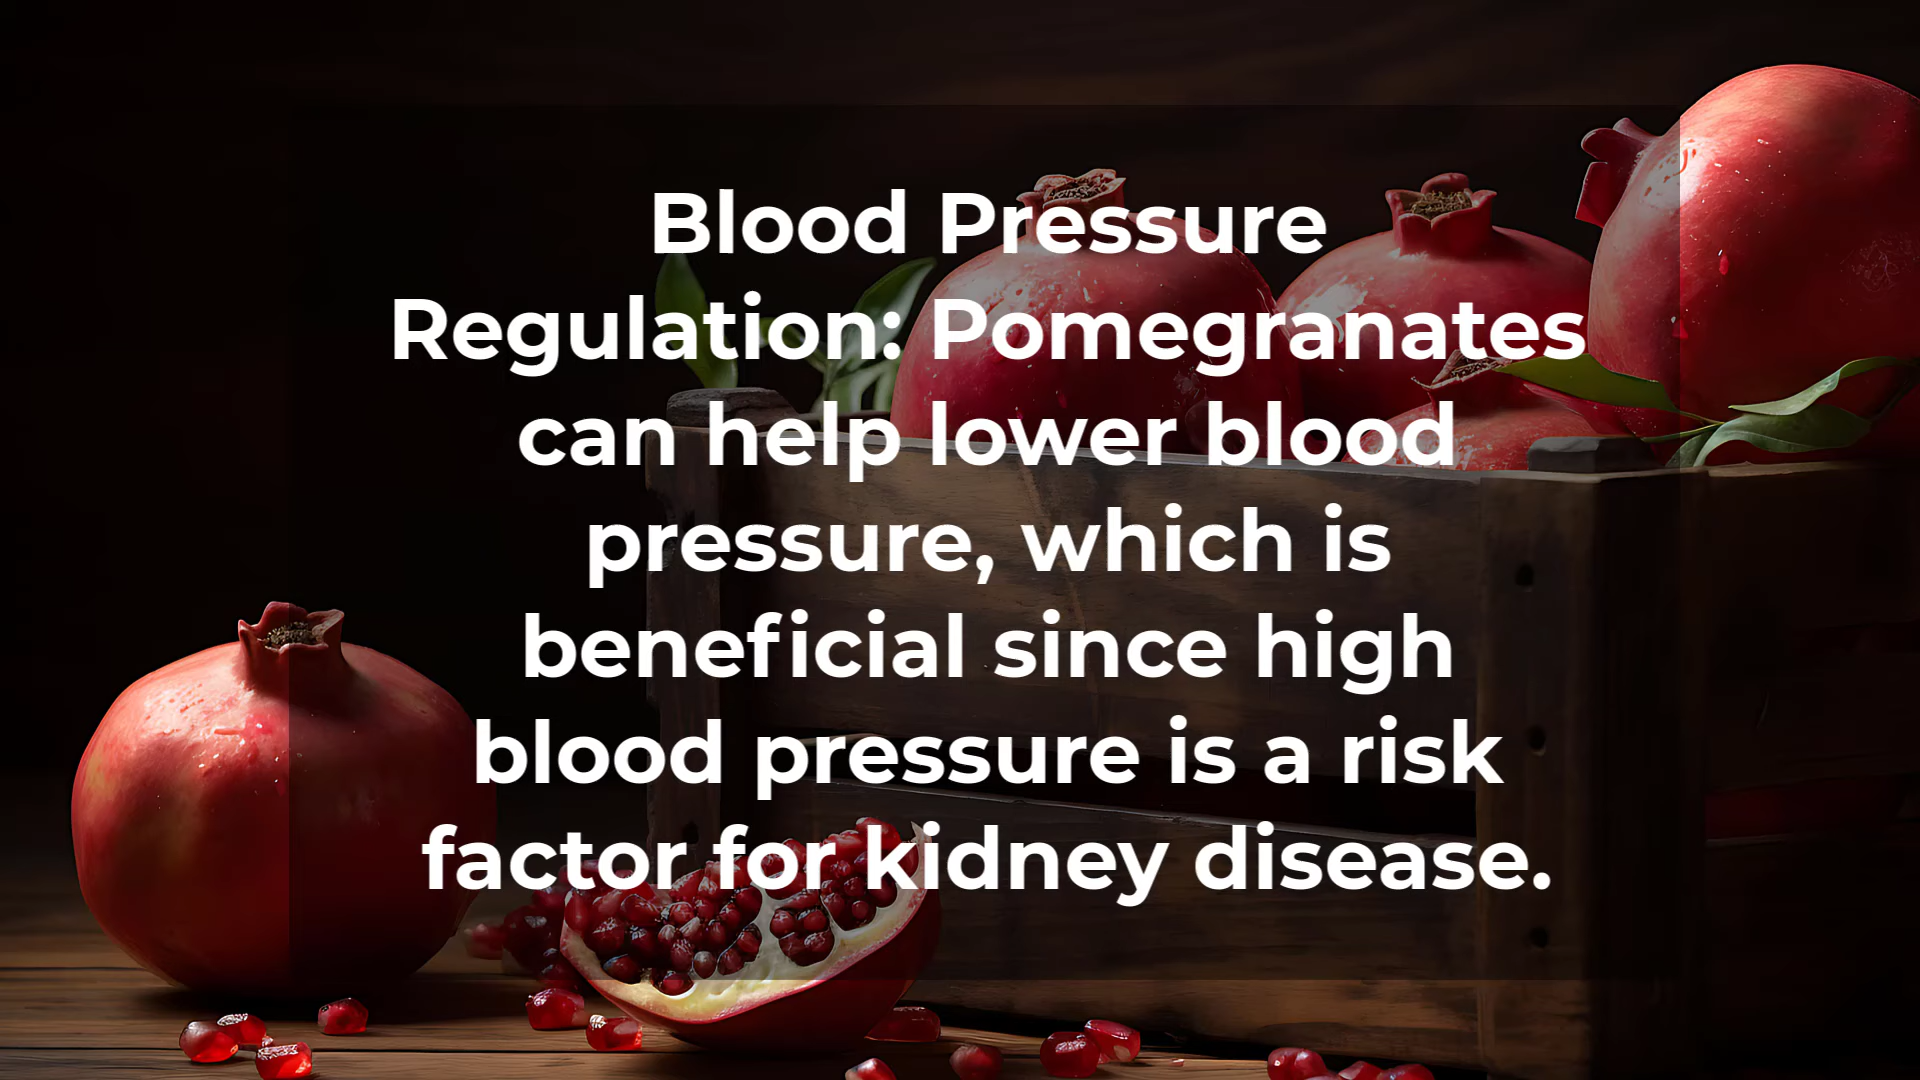 Blood Pressure
Regulation: Pomegranates
can help lower blood
pressure, which is
beneficial since high
blood pressure is a risk
factor for kidney disease.